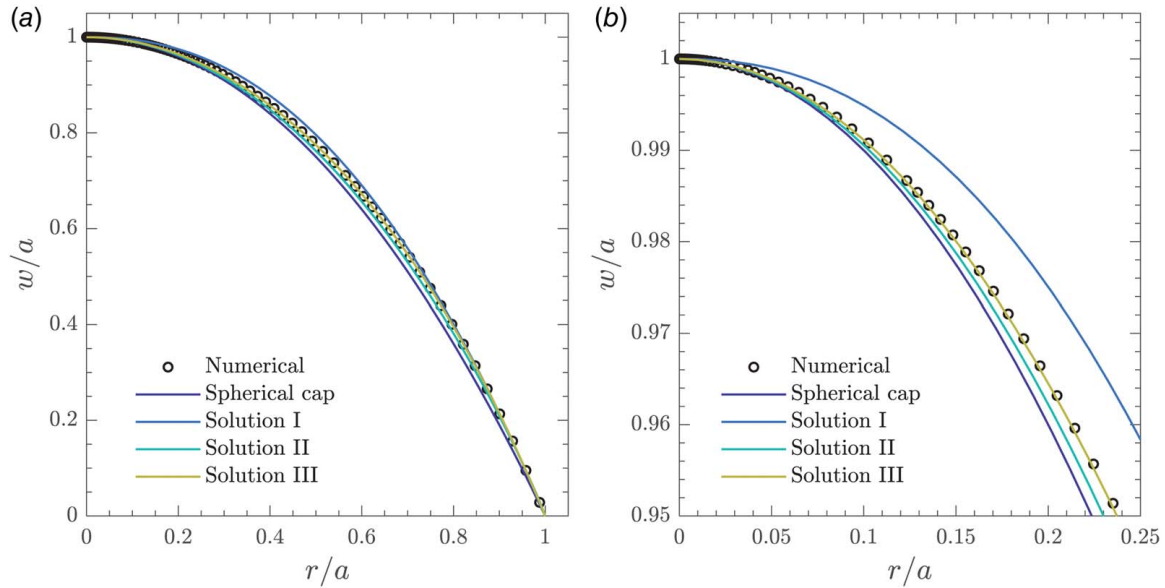 (a)
1
0.8
0.6
0.4
0.2
0
w/a
Numerical
Spherical cap
Solution I
Solution II
Solution III
0 0.2 0.4 0.6 0.8 1
r/a
(b)
1
0.99
0.98
0.97
0.96
0.95
w/a
Numerical
Spherical cap
Solution I
Solution II
Solution III
0 0.05 0.1 0.15 0.2 0.25
r/a